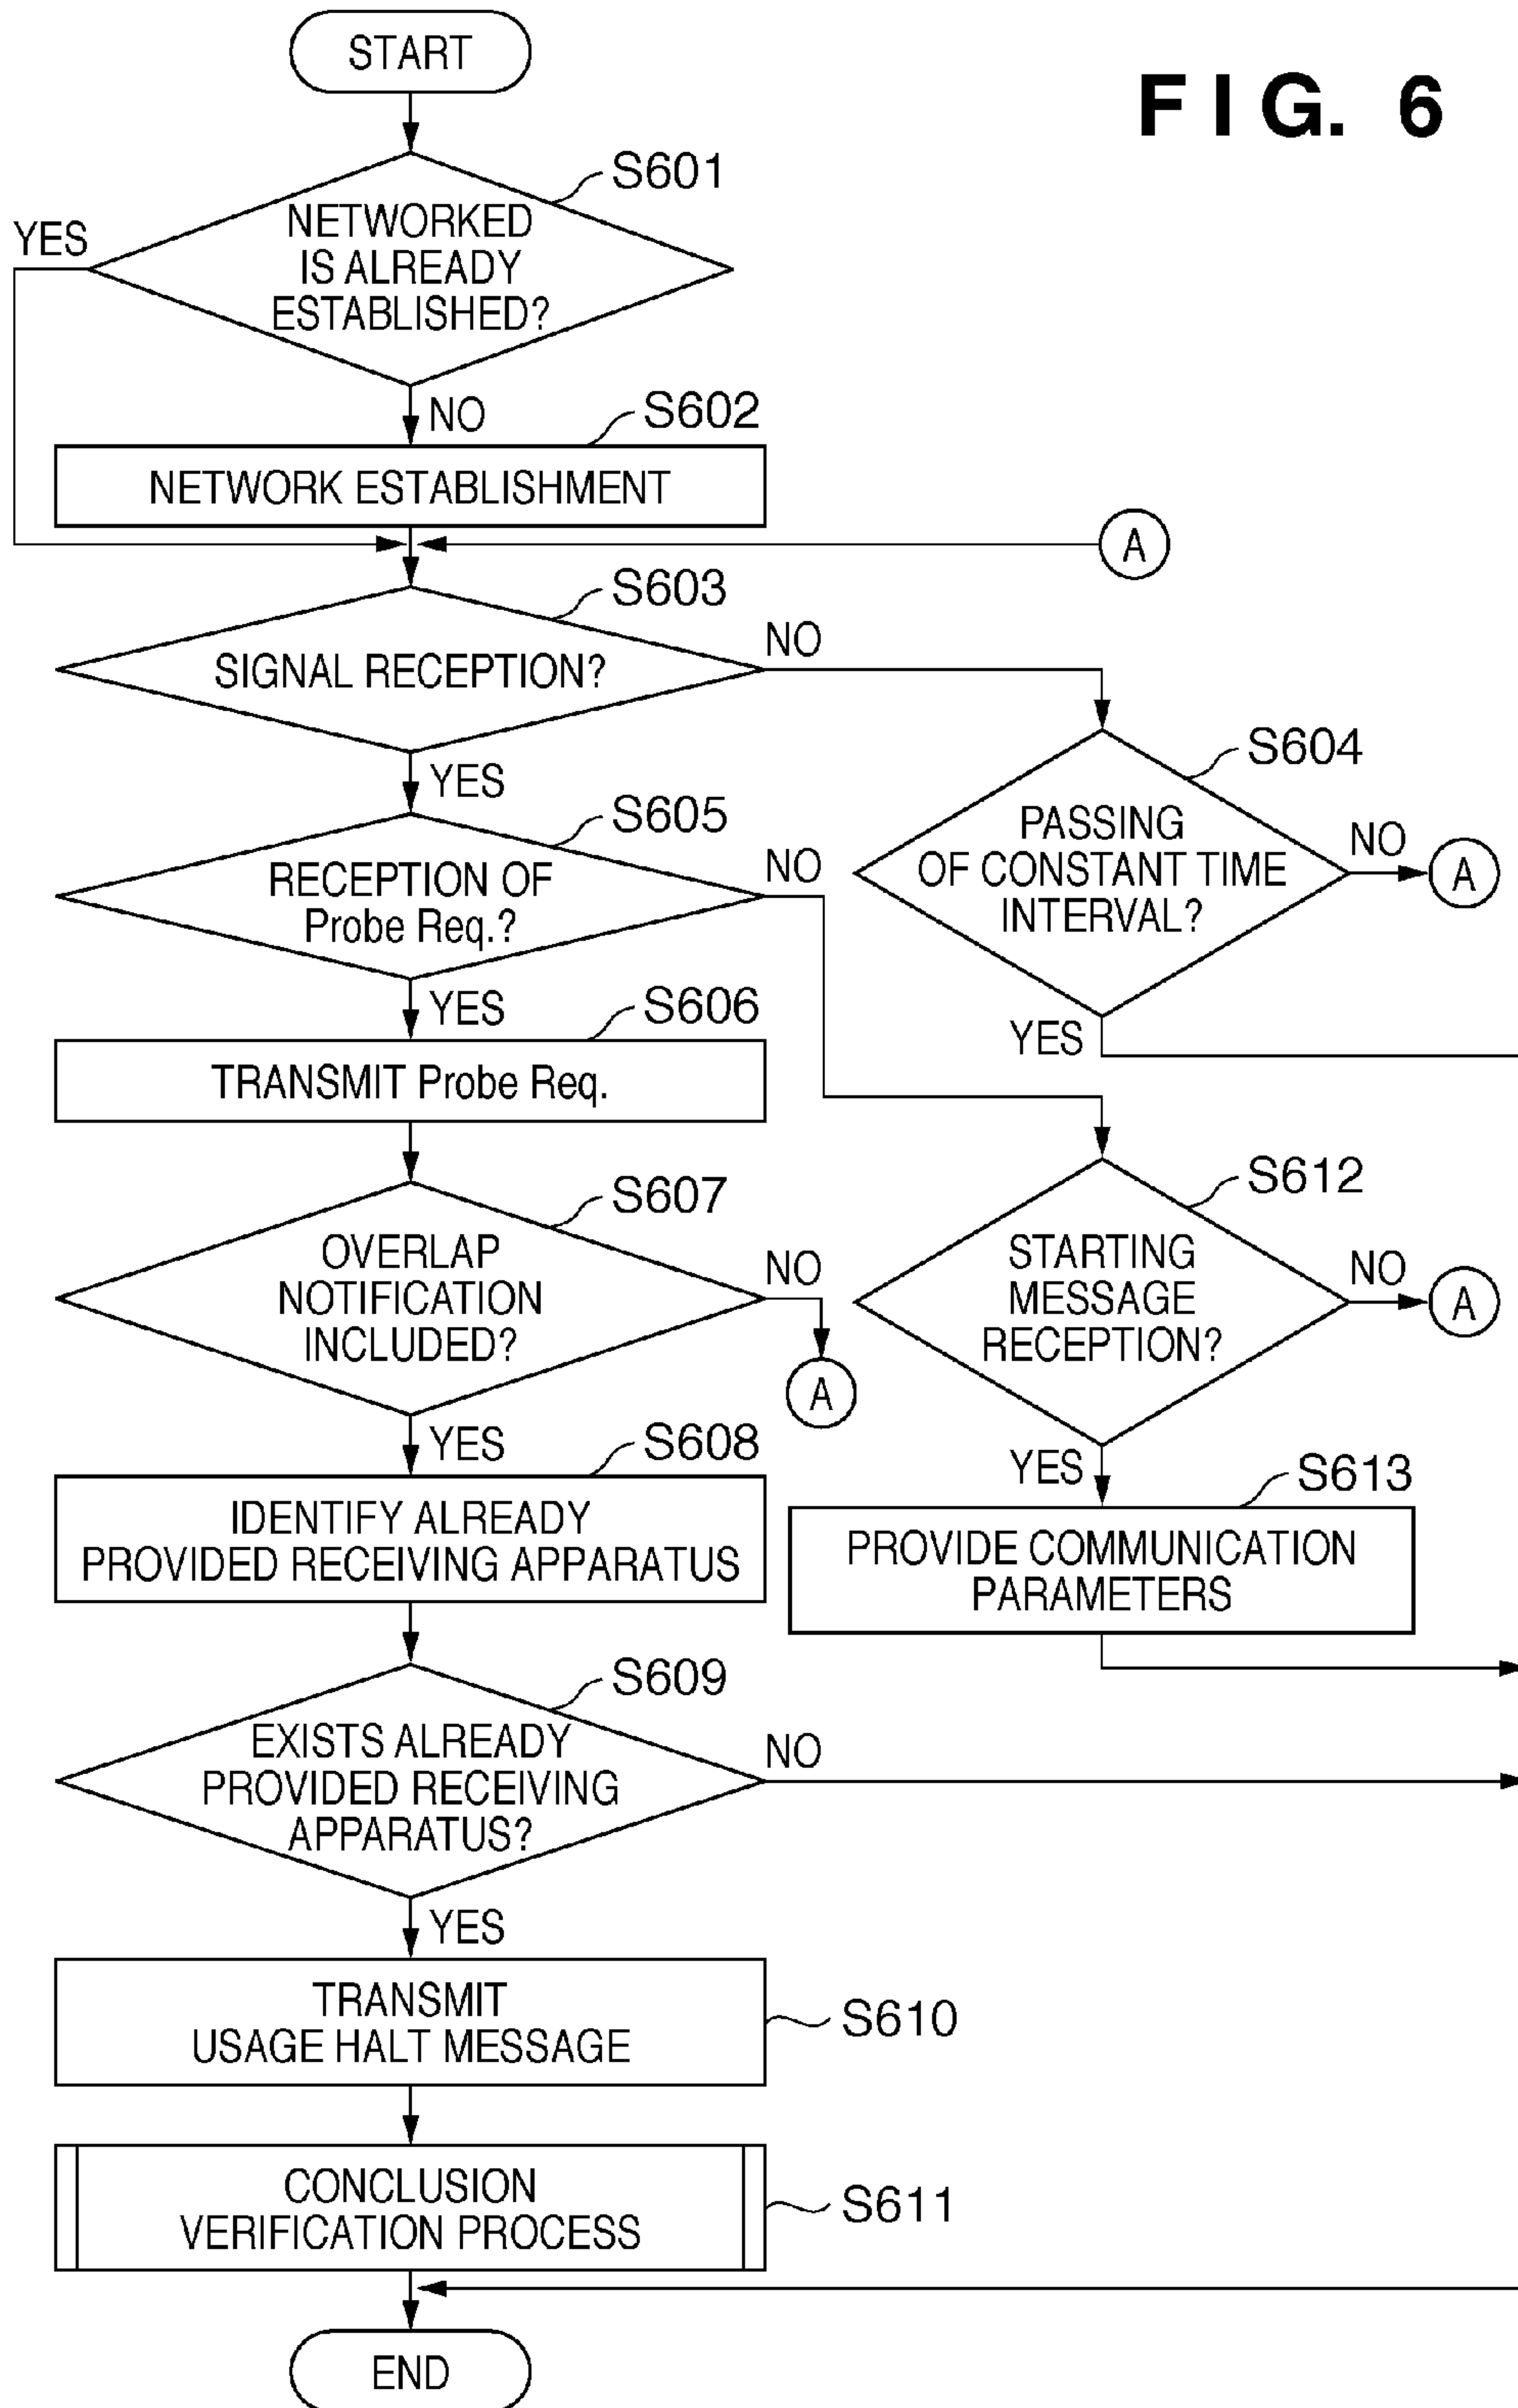 START
FIG. 6
S601
YES
NETWORKED
IS ALREADY
ESTABLISHED?
NO
S602
NETWORK ESTABLISHMENT
A
S603
NO
SIGNAL RECEPTION?
S604
YES
S605
PASSING
OF CONSTANT TIME
INTERVAL?
NO
A
NO
RECEPTION OF
Probe Req.?
YES
S606
YES
TRANSMIT Probe Req.
S607
S612
OVERLAP
NOTIFICATION
INCLUDED?
NO
A
STARTING
MESSAGE
RECEPTION?
NO
A
YES
S608
YES
S613
IDENTIFY ALREADY
PROVIDED RECEIVING APPARATUS
PROVIDE COMMUNICATION
PARAMETERS
S609
EXISTS ALREADY
PROVIDED RECEIVING
APPARATUS?
NO
YES
TRANSMIT
USAGE HALT MESSAGE
S610
CONCLUSION
VERIFICATION PROCESS
S611
END